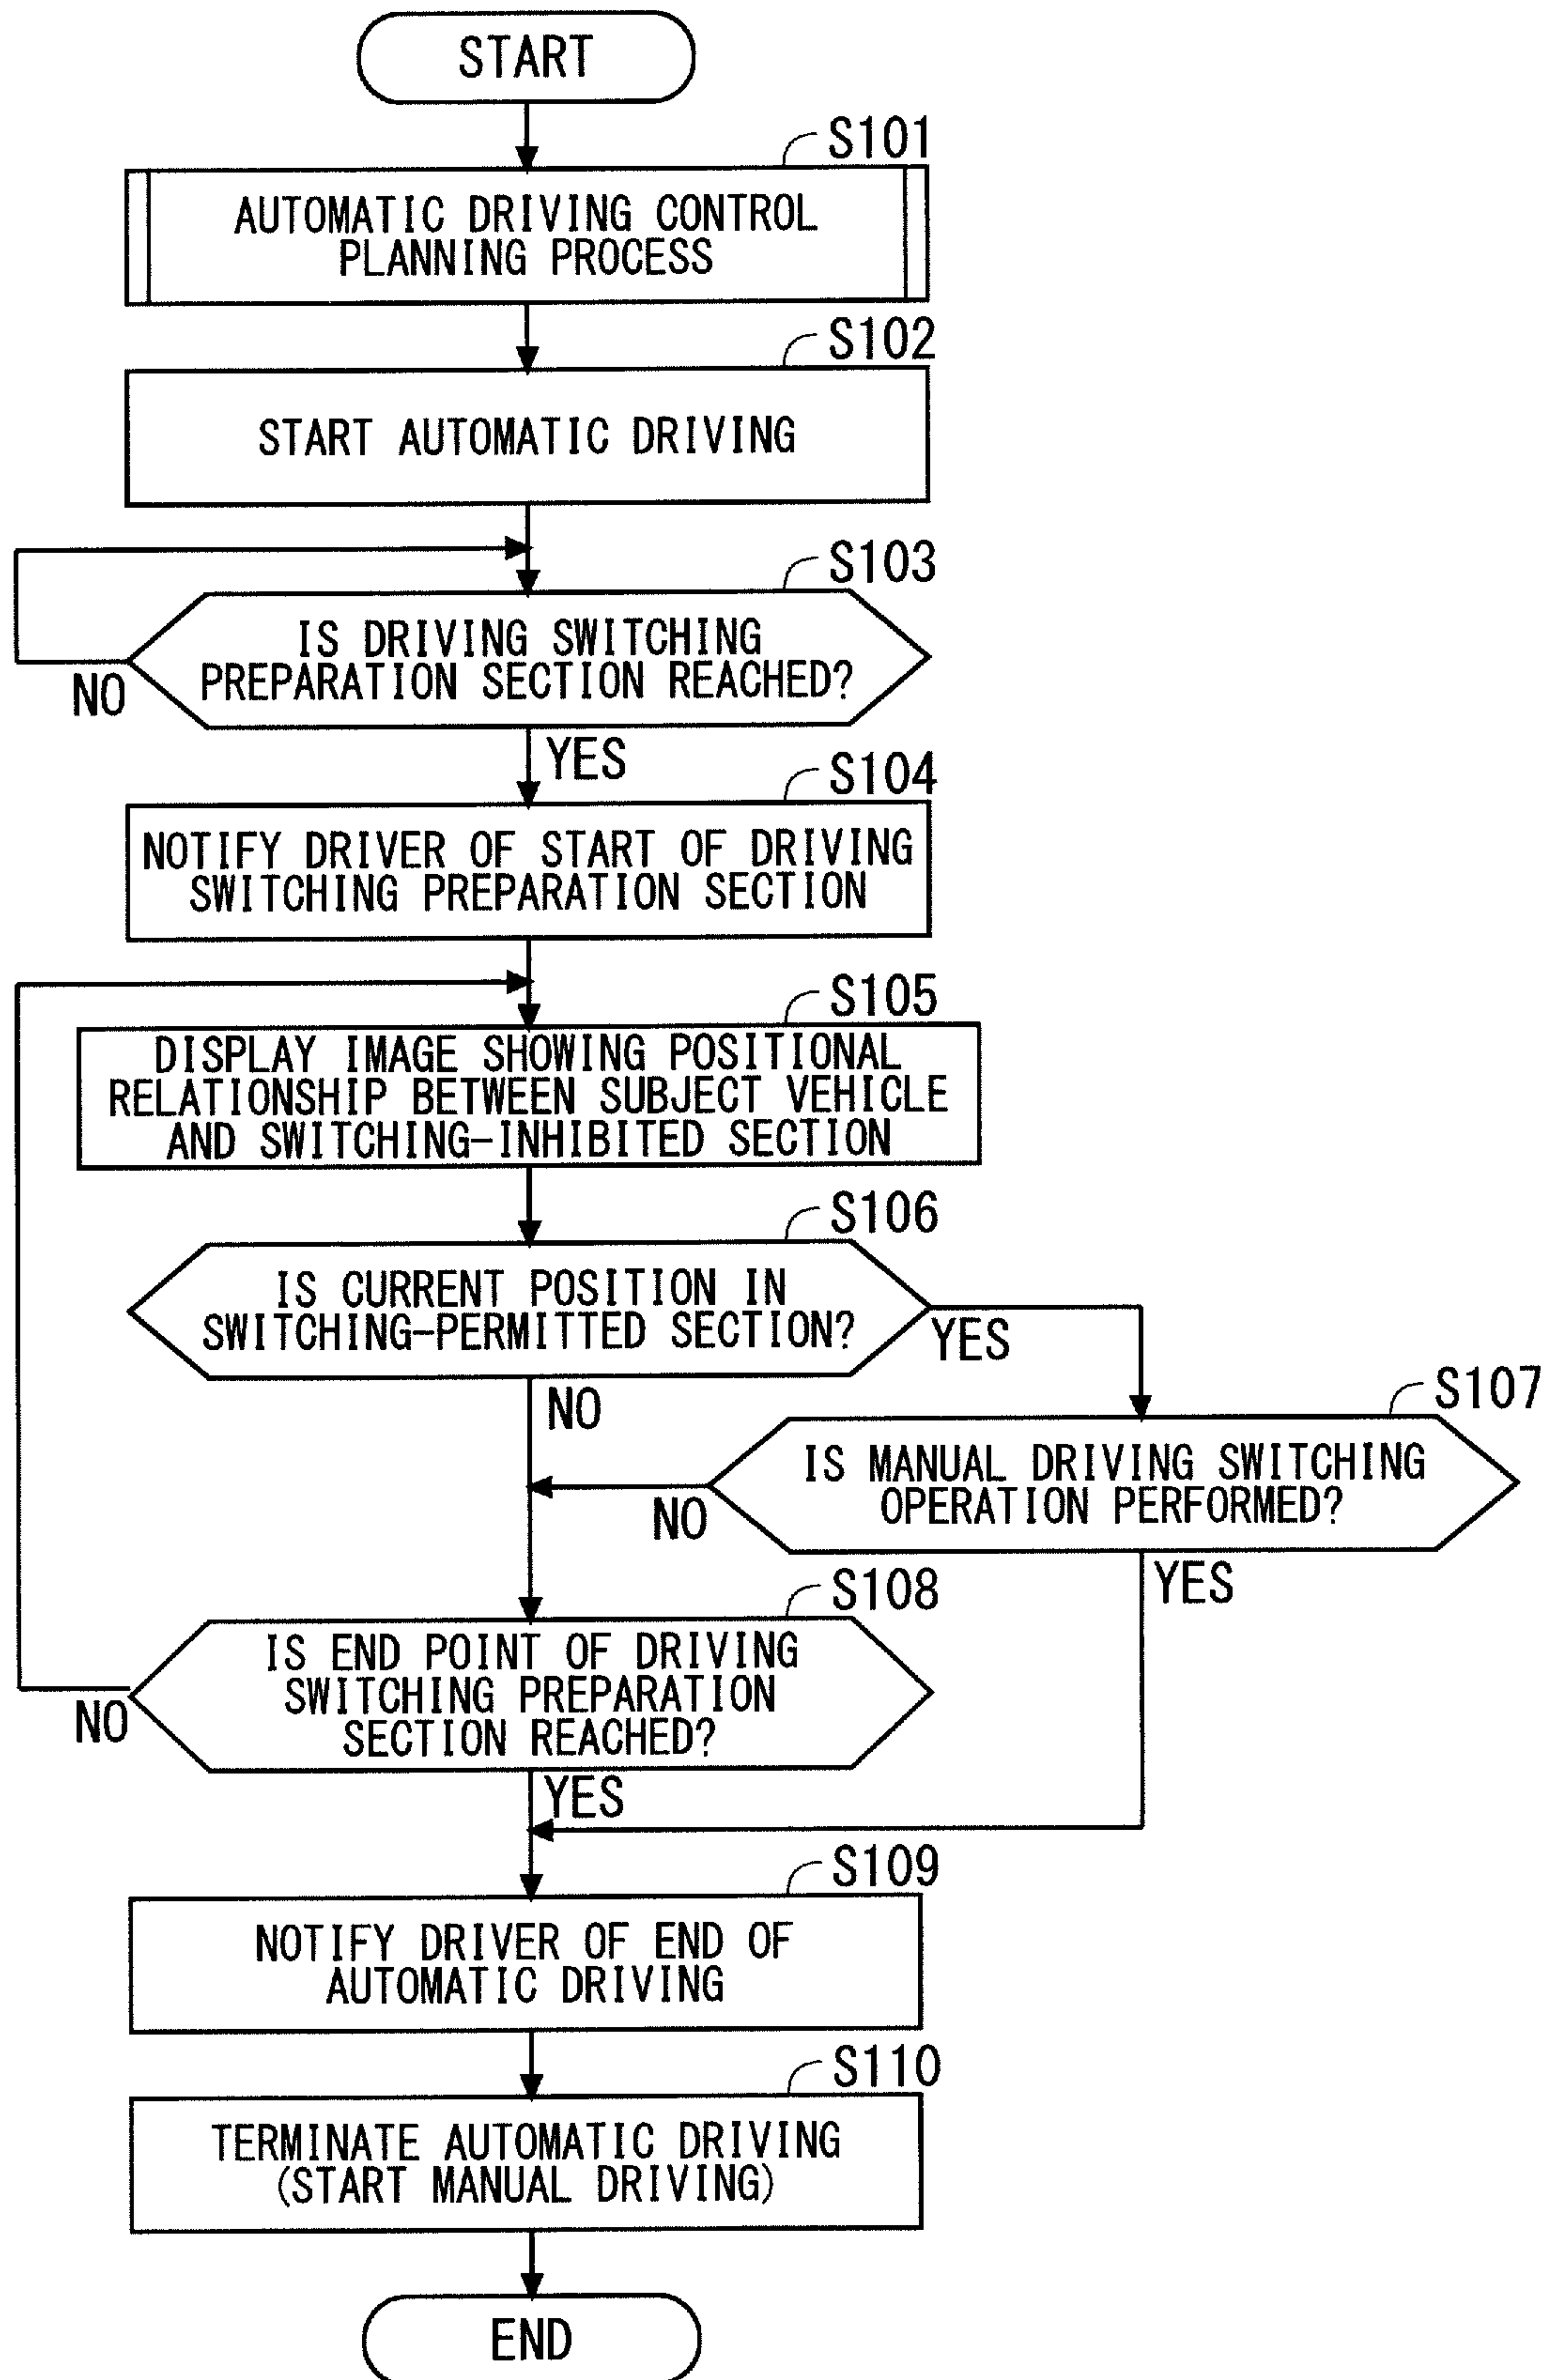 START
S101
AUTOMATIC DRIVING CONTROL
PLANNING PROCESS
S102
START AUTOMATIC DRIVING
S103
IS DRIVING SWITCHING
PREPARATION SECTION REACHED?
NO
YES
S104
NOTIFY DRIVER OF START OF DRIVING
SWITCHING PREPARATION SECTION
S105
DISPLAY IMAGE SHOWING POSITIONAL
RELATIONSHIP BETWEEN SUBJECT VEHICLE
AND SWITCHING-INHIBITED SECTION
S106
IS CURRENT POSITION IN
SWITCHING-PERMITTED SECTION?
YES
NO
S107
IS MANUAL DRIVING SWITCHING
OPERATION PERFORMED?
NO
YES
S108
IS END POINT OF DRIVING
SWITCHING PREPARATION
SECTION REACHED?
NO
YES
S109
NOTIFY DRIVER OF END OF
AUTOMATIC DRIVING
S110
TERMINATE AUTOMATIC DRIVING
(START MANUAL DRIVING)
END